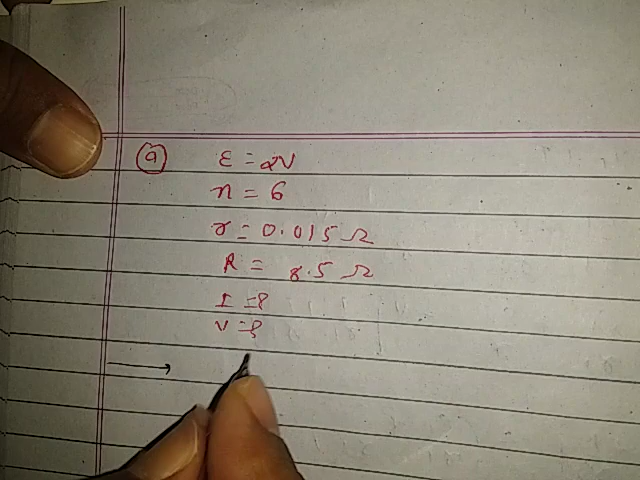 (a) ε = 2V
n = 6
r = 0.015 Ω
R = 8.5 Ω
I = ?
V = ?
→